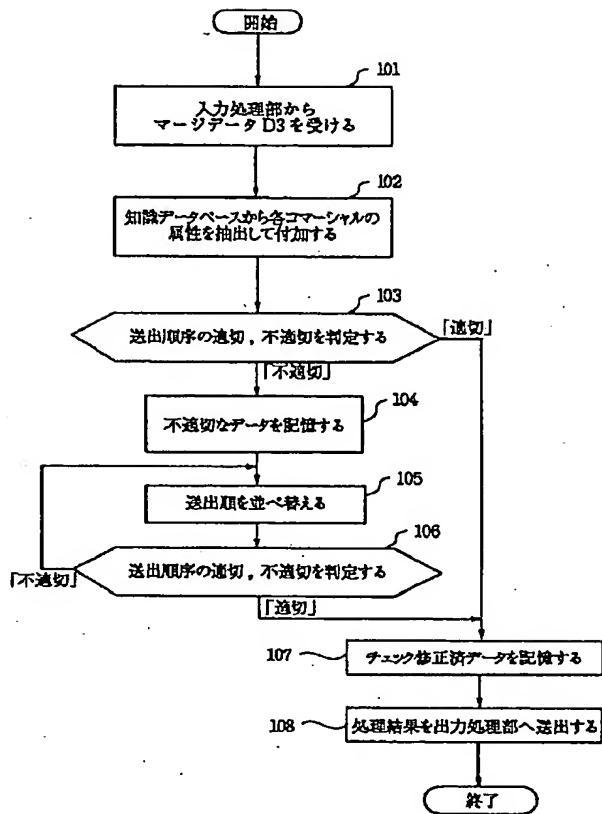 開始
101
入力処理部から
マージデータ D3 を受ける
102
知識データベースから各コマーシャルの
属性を抽出して付加する
103
送出順序の適切，不適切を判定する
「適切」
「不適切」
104
不適切なデータを記憶する
105
送出順を並べ替える
106
送出順序の適切，不適切を判定する
「不適切」
「適切」
107
チェック修正済データを記憶する
108
処理結果を出力処理部へ送出する
終了